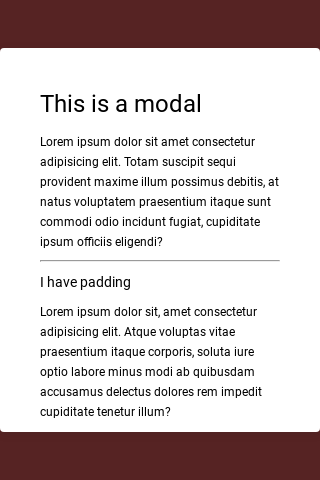 This is a modal
Lorem ipsum dolor sit amet consectetur
adipisicing elit. Totam suscipit sequi
provident maxime illum possimus debitis, at
natus voluptatem praesentium itaque sunt
commodi odio incidunt fugiat, cupiditate
ipsum officiis eligendi?
I have padding
Lorem ipsum dolor sit, amet consectetur
adipisicing elit. Atque voluptas vitae
praesentium itaque corporis, soluta iure
optio labore minus modi ab quibusdam
accusamus delectus dolores rem impedit
cupiditate tenetur illum?